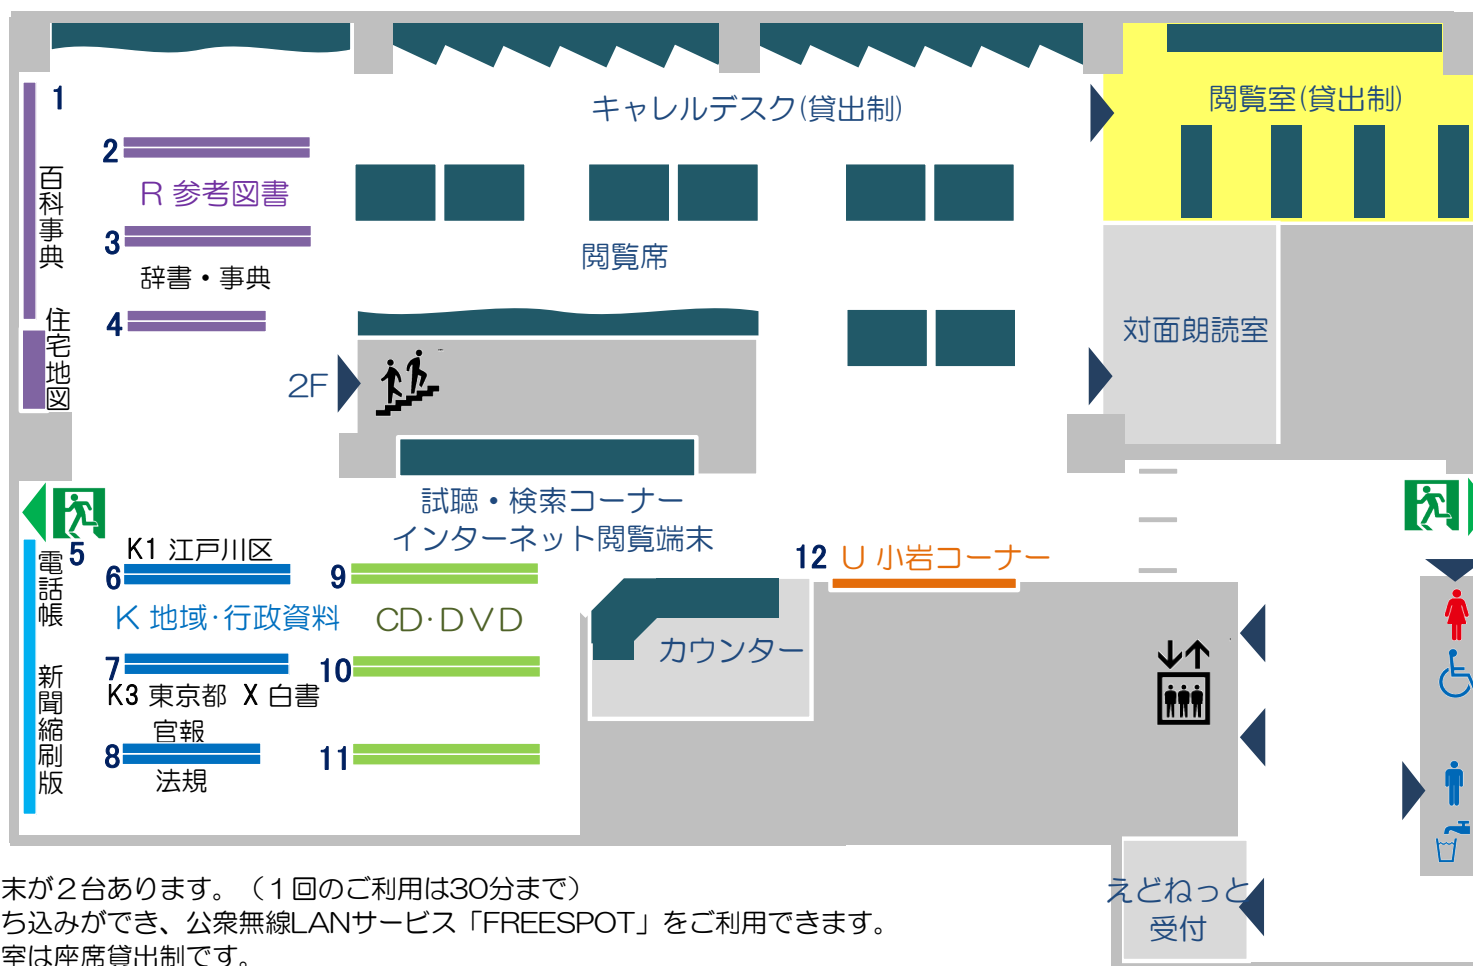 1
キャレルデスク(貸出制)
閲覧室(貸出制)
2
百科事典
R 参考図書
3
閲覧席
辞書・事典
住宅地図
4
対面朗読室
2F
試聴・検索コーナー
インターネット閲覧端末
5
K1 江戸川区
12 U 小岩コーナー
電話帳
6
9
K 地域・行政資料
CD・DVD
カウンター
7
10
新聞縮刷版
K3 東京都 X 白書
官報
8
11
法規
末が２台あります。（１回のご利用は30分まで）
えどねっと
受付
ち込みができ、公衆無線LANサービス「FREESPOT」をご利用できます。
室は座席貸出制です。